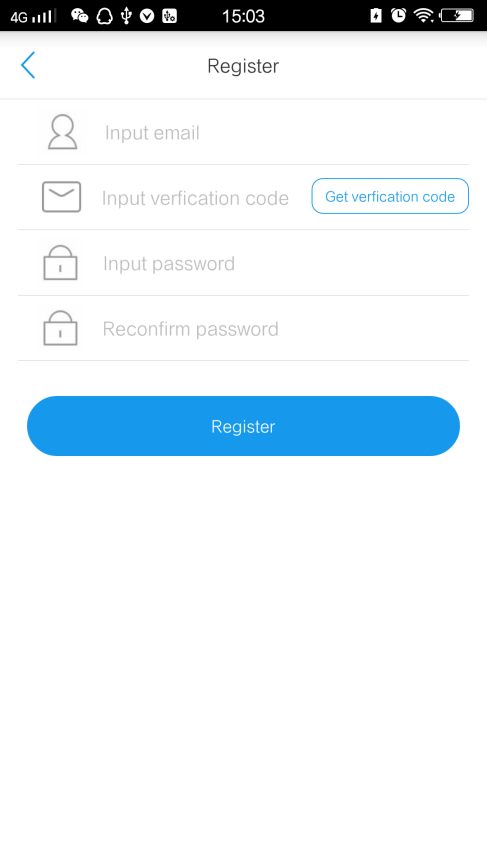 4G 15:03
Register
Input email
Input verfication code Get verfication code
Input password
Reconfirm password
Register